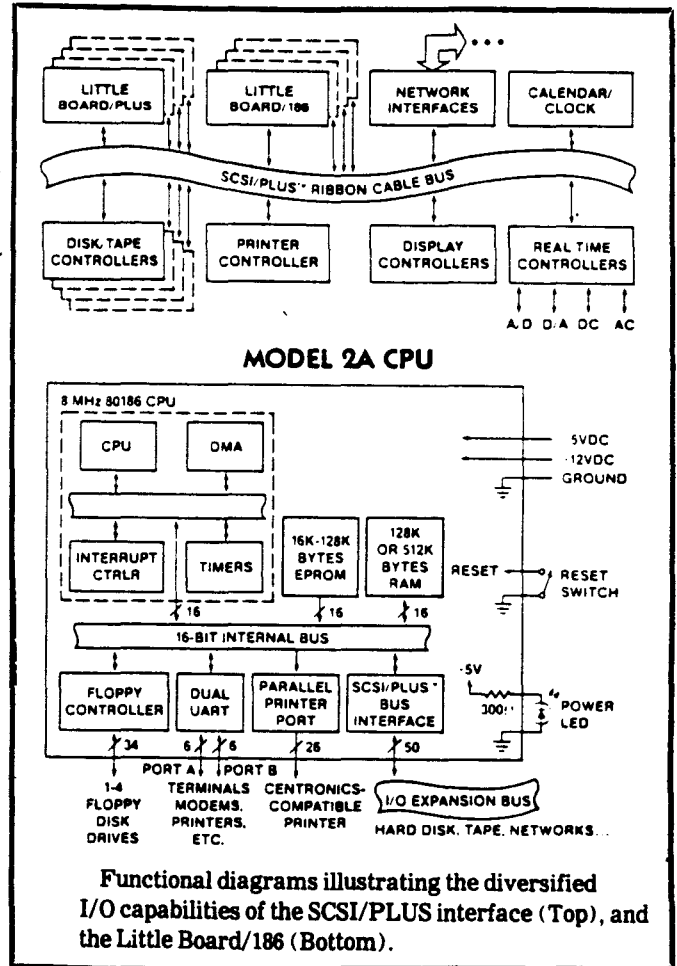 LITTLE
BOARD/PLUS
LITTLE
BOARD/186
NETWORK
INTERFACES
CALENDAR/
CLOCK
SCSI/PLUS™ RIBBON CABLE BUS
DISK/TAPE
CONTROLLERS
PRINTER
CONTROLLER
DISPLAY
CONTROLLERS
REAL TIME
CONTROLLERS
A/D D/A DC AC
MODEL 2A CPU
8 MHz 80186 CPU
CPU
DMA
INTERRUPT
CTRLR
TIMERS
16K-128K
BYTES
EPROM
128K
OR 512K
BYTES
RAM
5VDC
12VDC
GROUND
RESET
RESET
SWITCH
16
16
16
16-BIT INTERNAL BUS
FLOPPY
CONTROLLER
DUAL
UART
PARALLEL
PRINTER
PORT
SCSI/PLUS™
BUS
INTERFACE
5V
300Ω
POWER
LED
34
6
6
26
50
PORT A
PORT B
1-4
FLOPPY
DISK
DRIVES
TERMINALS
MODEMS,
PRINTERS,
ETC.
CENTRONICS-
COMPATIBLE
PRINTER
I/O EXPANSION BUS
HARD DISK, TAPE, NETWORKS...
Functional diagrams illustrating the diversified
I/O capabilities of the SCSI/PLUS interface (Top), and
the Little Board/186 (Bottom).